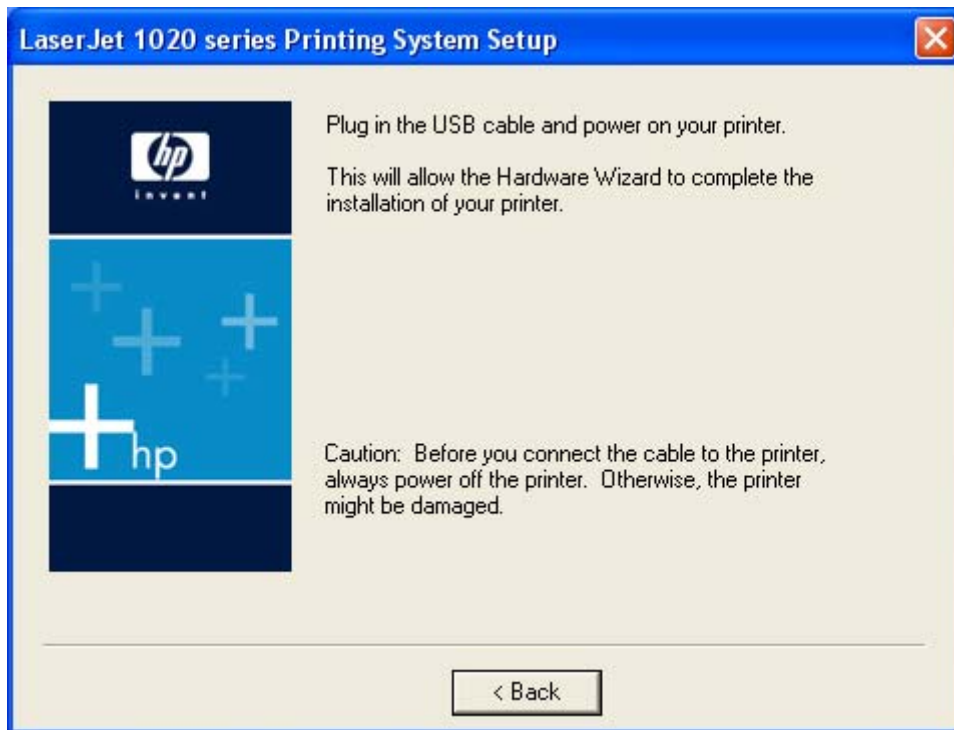 LaserJet 1020 series Printing System Setup
hp
invent
Plug in the USB cable and power on your printer.
This will allow the Hardware Wizard to complete the
installation of your printer.
hp
Caution:  Before you connect the cable to the printer,
always power off the printer.  Otherwise, the printer
might be damaged.
< Back